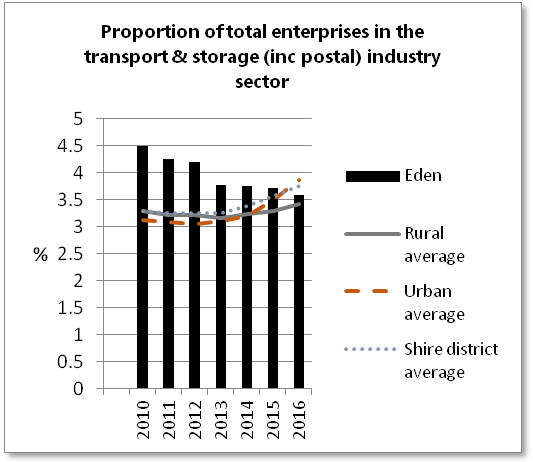 Proportion of total enterprises in the
transport & storage (inc postal) industry
sector
5
4.5
4
3.5
3
2.5
2
1.5
1
0.5
0
%
2010
2011
2012
2013
2014
2015
2016
Eden
Rural
average
Urban
average
Shire district
average